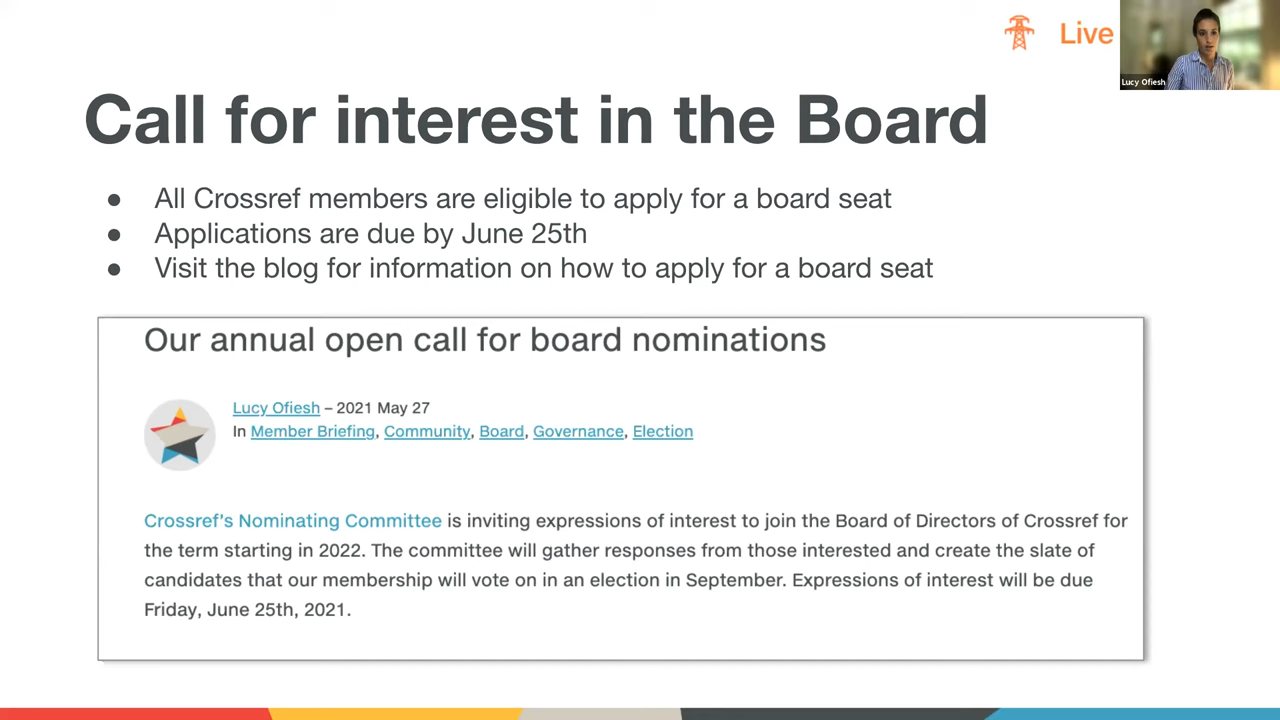 Live
Lucy Ofiesh
Call for interest in the Board
● All Crossref members are eligible to apply for a board seat
● Applications are due by June 25th
● Visit the blog for information on how to apply for a board seat
Our annual open call for board nominations
Lucy Ofiesh – 2021 May 27
In Member Briefing, Community, Board, Governance, Election
Crossref's Nominating Committee is inviting expressions of interest to join the Board of Directors of Crossref for
the term starting in 2022. The committee will gather responses from those interested and create the slate of
candidates that our membership will vote on in an election in September. Expressions of interest will be due
Friday, June 25th, 2021.